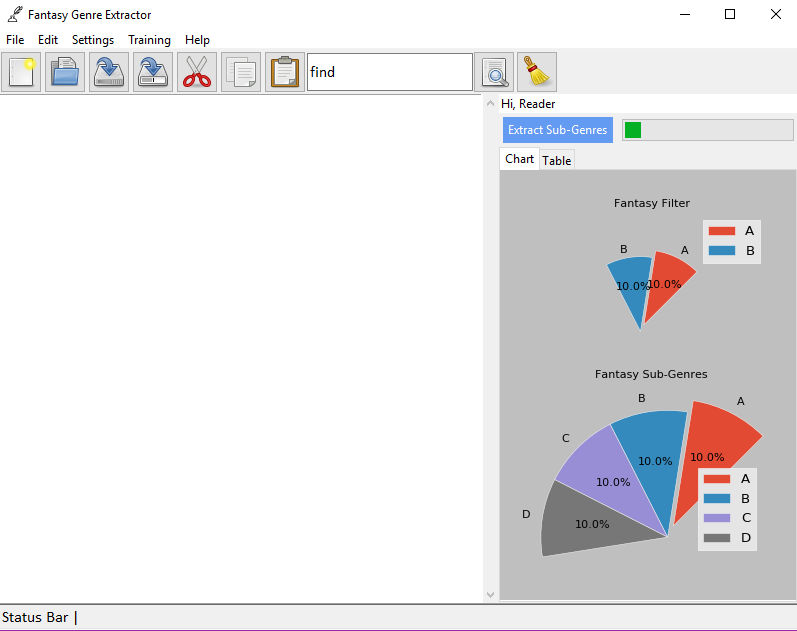 Fantasy Genre Extractor
File Edit Settings Training Help
find
Hi, Reader
Extract Sub-Genres
Chart Table
Fantasy Filter
A
B
B
A
10.0%
10.0%
Fantasy Sub-Genres
A
B
C
D
10.0%
10.0%
10.0%
10.0%
A
B
C
D
Status Bar |